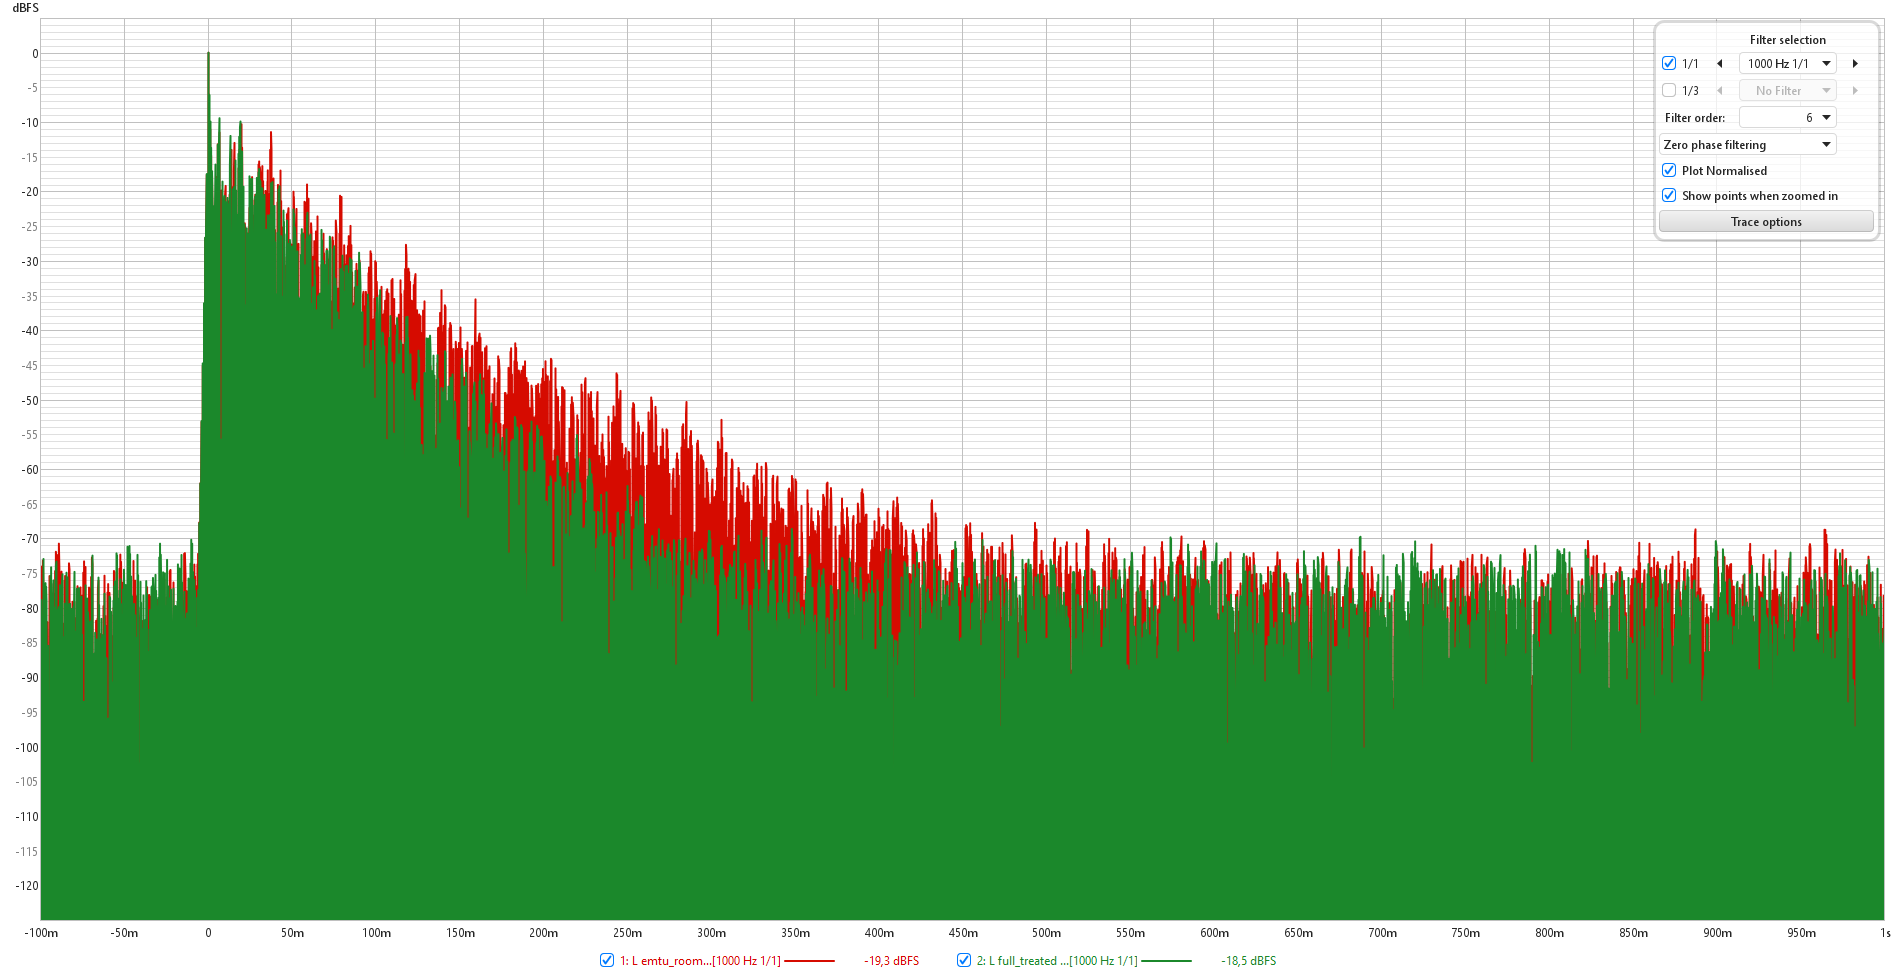 dBFS
0
-5
-10
-15
-20
-25
-30
-35
-40
-45
-50
-55
-60
-65
-70
-75
-80
-85
-90
-95
-100
-105
-110
-115
-120
Filter selection
1/1 1000 Hz 1/1
1/3 No Filter
Filter order: 6
Zero phase filtering
Plot Normalised
Show points when zoomed in
Trace options
-100m -50m 0 50m 100m 150m 200m 250m 300m 350m 400m 450m 500m 550m 600m 650m 700m 750m 800m 850m 900m 950m 1s
1: L emtu_room...[1000 Hz 1/1] -19,3 dBFS 2: L full_treated ...[1000 Hz 1/1] -18,5 dBFS